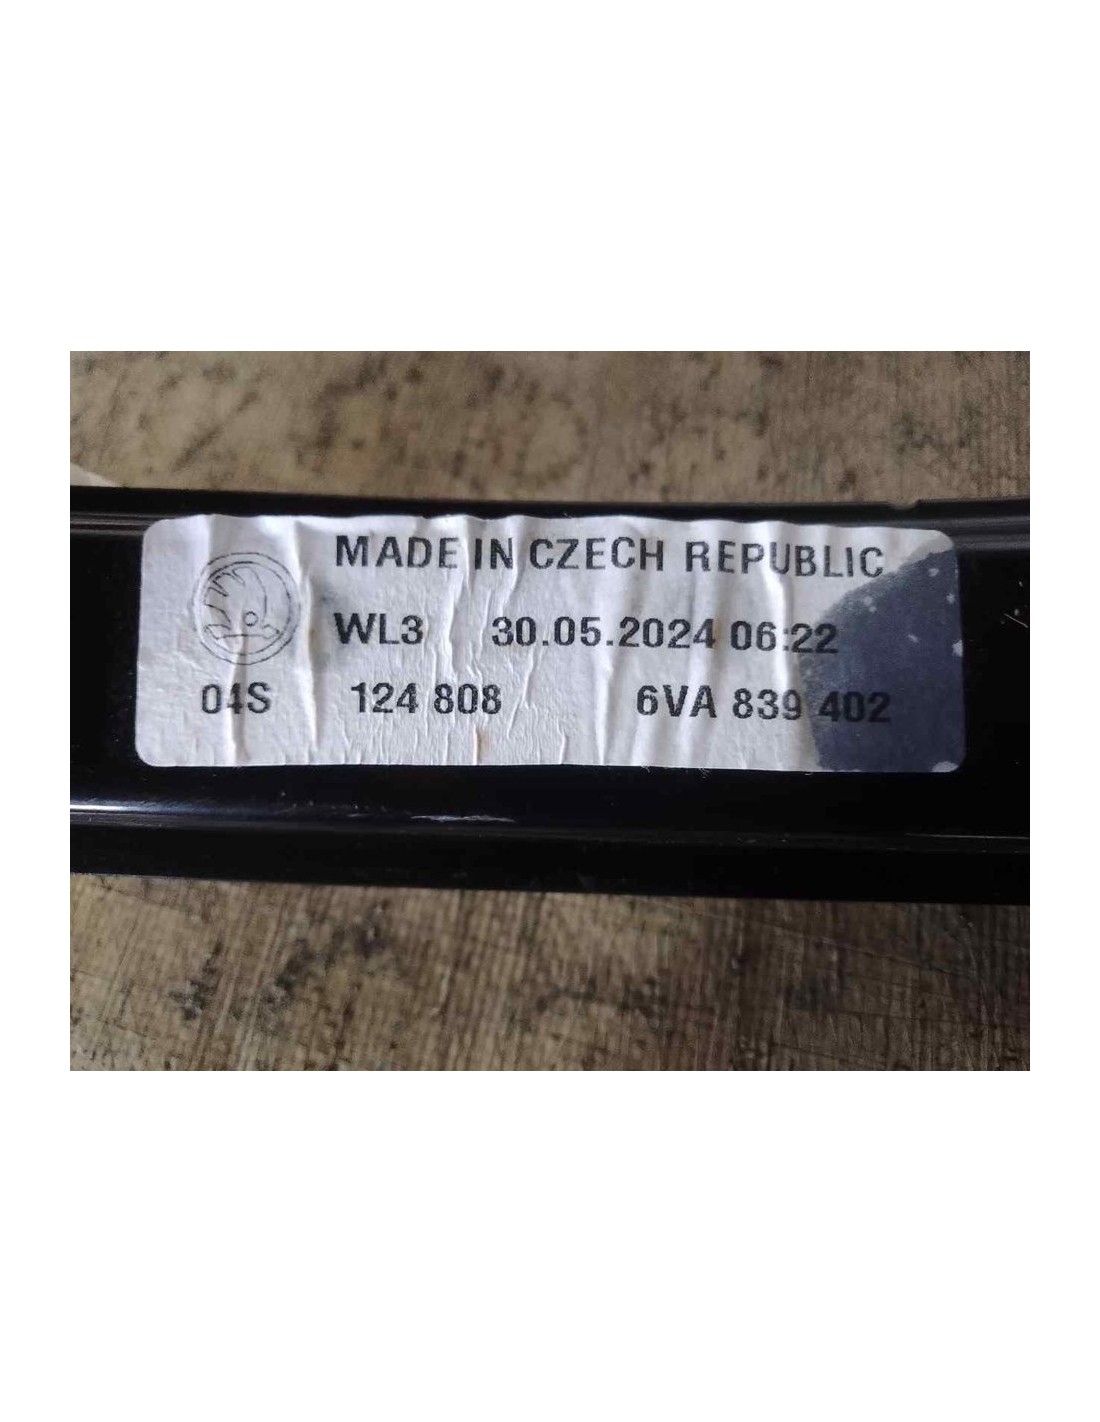 MADE IN CZECH REPUBLIC
WL3 30.05.2024 06:22
04S 124 808 6VA 839 402